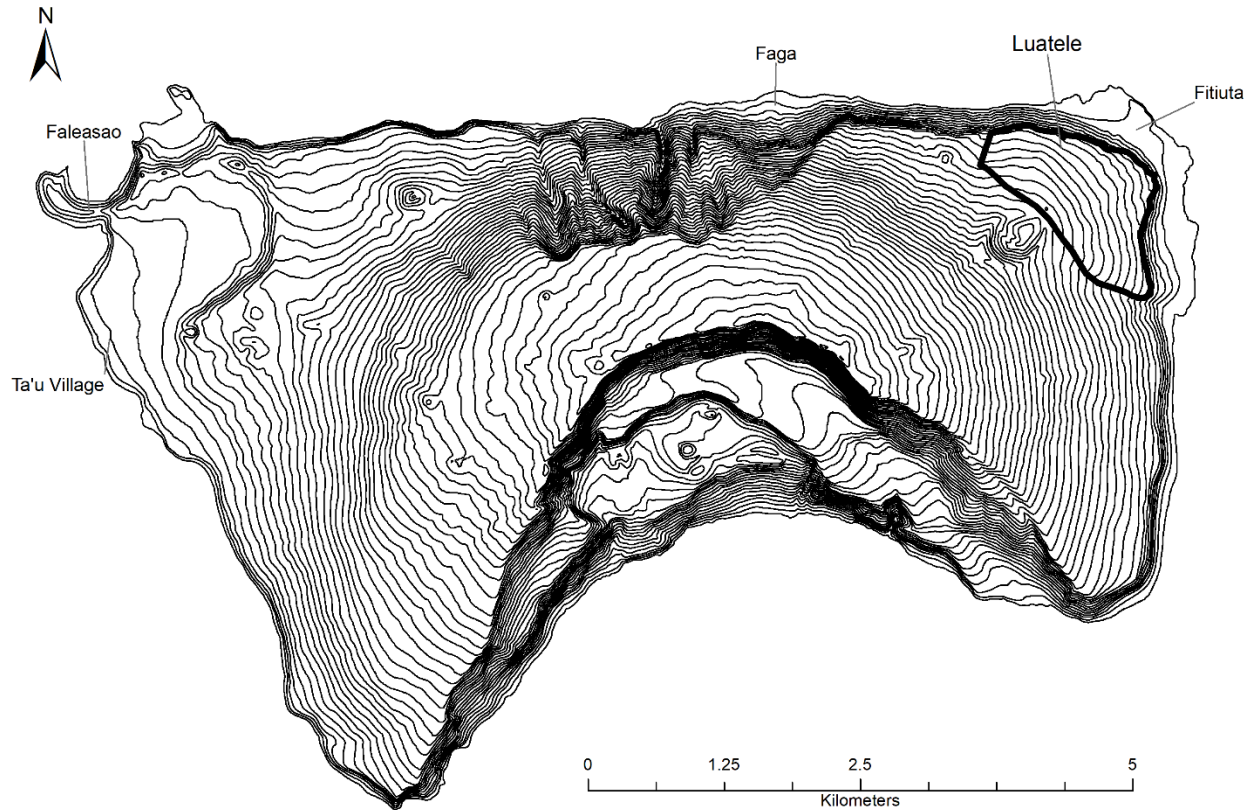 N
Luatele
Faga
Fitiuta
Faleasao
Ta'u Village
0 1.25 2.5 5
Kilometers